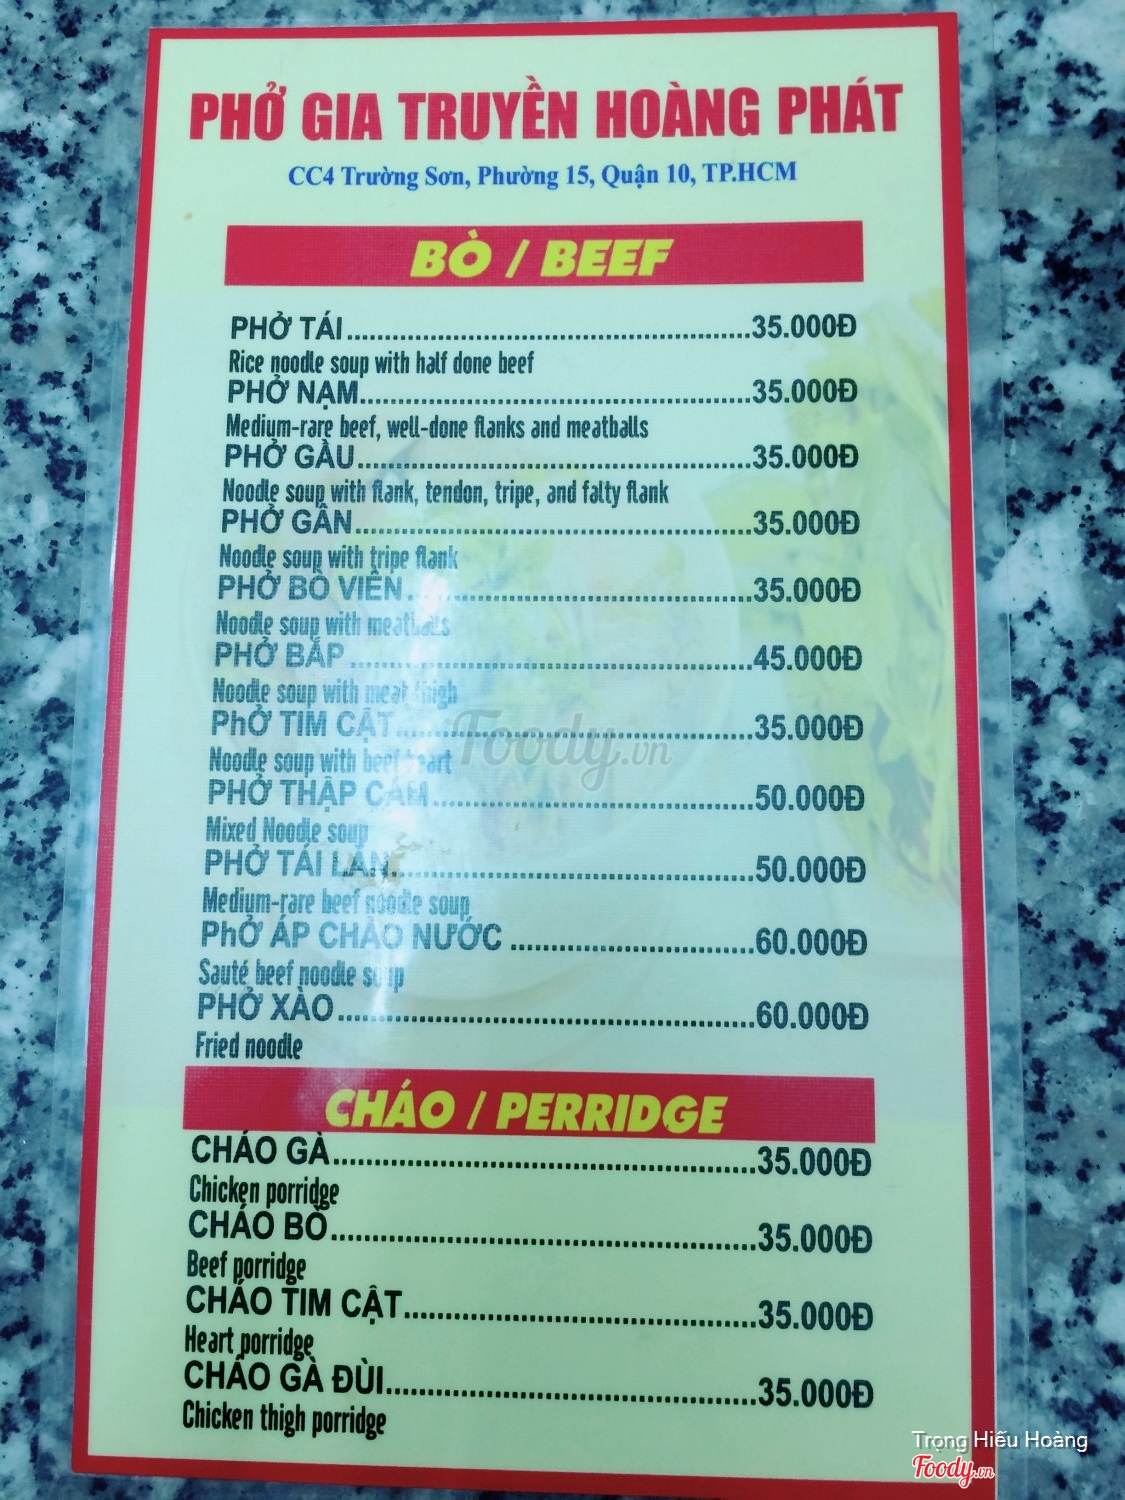 PHỞ GIA TRUYỀN HOÀNG PHÁT
CC4 Trường Sơn, Phường 15, Quận 10, TP.HCM
BÒ / BEEF
PHỞ TÁI 35.000Đ
Rice noodle soup with half done beef
PHỞ NẠM 35.000Đ
Medium-rare beef, well-done flanks and meatballs
PHỞ GẦU 35.000Đ
Noodle soup with flank, tendon, tripe, and falty flank
PHỞ GÂN 35.000Đ
Noodle soup with tripe flank
PHỞ BÒ VIÊN 35.000Đ
Noodle soup with meatballs
PHỞ BẮP 45.000Đ
Noodle soup with meat thigh
PhỞ TIM CẬT 35.000Đ
Noodle soup with beef heart
PHỞ THẬP CẨM 50.000Đ
Mixed Noodle soup
PHỞ TÁI LĂN 50.000Đ
Medium-rare beef noodle soup
PhỞ ÁP CHẢO NƯỚC 60.000Đ
Sauté beef noodle soup
PHỞ XÀO 60.000Đ
Fried noodle
CHÁO / PERRIDGE
CHÁO GÀ 35.000Đ
Chicken porridge
CHÁO BÒ 35.000Đ
Beef porridge
CHÁO TIM CẬT 35.000Đ
Heart porridge
CHÁO GÀ ĐÙI 35.000Đ
Chicken thigh porridge
Foody.vn
Trọng Hiếu Hoàng
Foody.vn